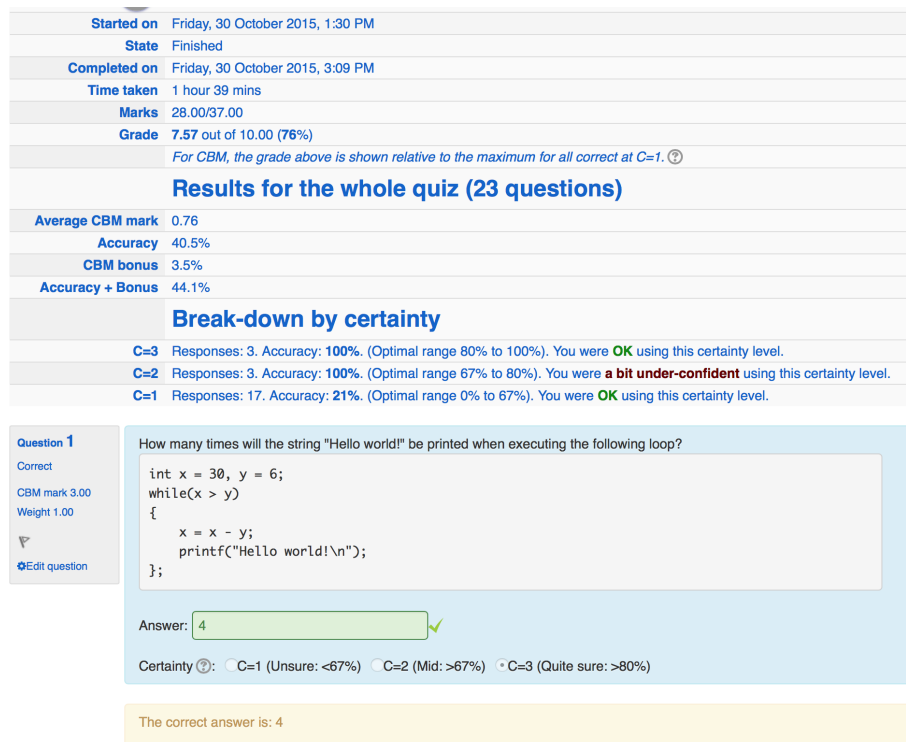 Started on Friday, 30 October 2015, 1:30 PM
State Finished
Completed on Friday, 30 October 2015, 3:09 PM
Time taken 1 hour 39 mins
Marks 28.00/37.00
Grade 7.57 out of 10.00 (76%)
For CBM, the grade above is shown relative to the maximum for all correct at C=1. ?
Results for the whole quiz (23 questions)
Average CBM mark 0.76
Accuracy 40.5%
CBM bonus 3.5%
Accuracy + Bonus 44.1%
Break-down by certainty
C=3 Responses: 3. Accuracy: 100%. (Optimal range 80% to 100%). You were OK using this certainty level.
C=2 Responses: 3. Accuracy: 100%. (Optimal range 67% to 80%). You were a bit under-confident using this certainty level.
C=1 Responses: 17. Accuracy: 21%. (Optimal range 0% to 67%). You were OK using this certainty level.
Question 1
Correct
CBM mark 3.00
Weight 1.00
Edit question
How many times will the string "Hello world!" be printed when executing the following loop?
int x = 30, y = 6;
while(x > y)
{
    x = x - y;
    printf("Hello world!\n");
};
Answer: 4
Certainty ?: C=1 (Unsure: <67%) C=2 (Mid: >67%) C=3 (Quite sure: >80%)
The correct answer is: 4